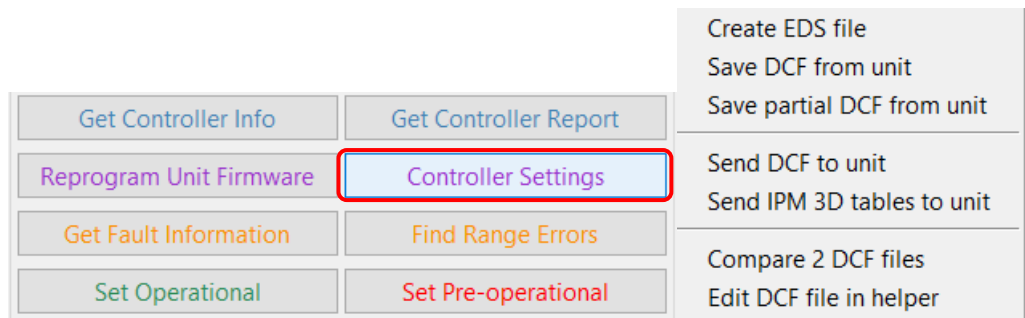 Get Controller Info
Get Controller Report
Reprogram Unit Firmware
Controller Settings
Get Fault Information
Find Range Errors
Set Operational
Set Pre-operational
Create EDS file
Save DCF from unit
Save partial DCF from unit
Send DCF to unit
Send IPM 3D tables to unit
Compare 2 DCF files
Edit DCF file in helper